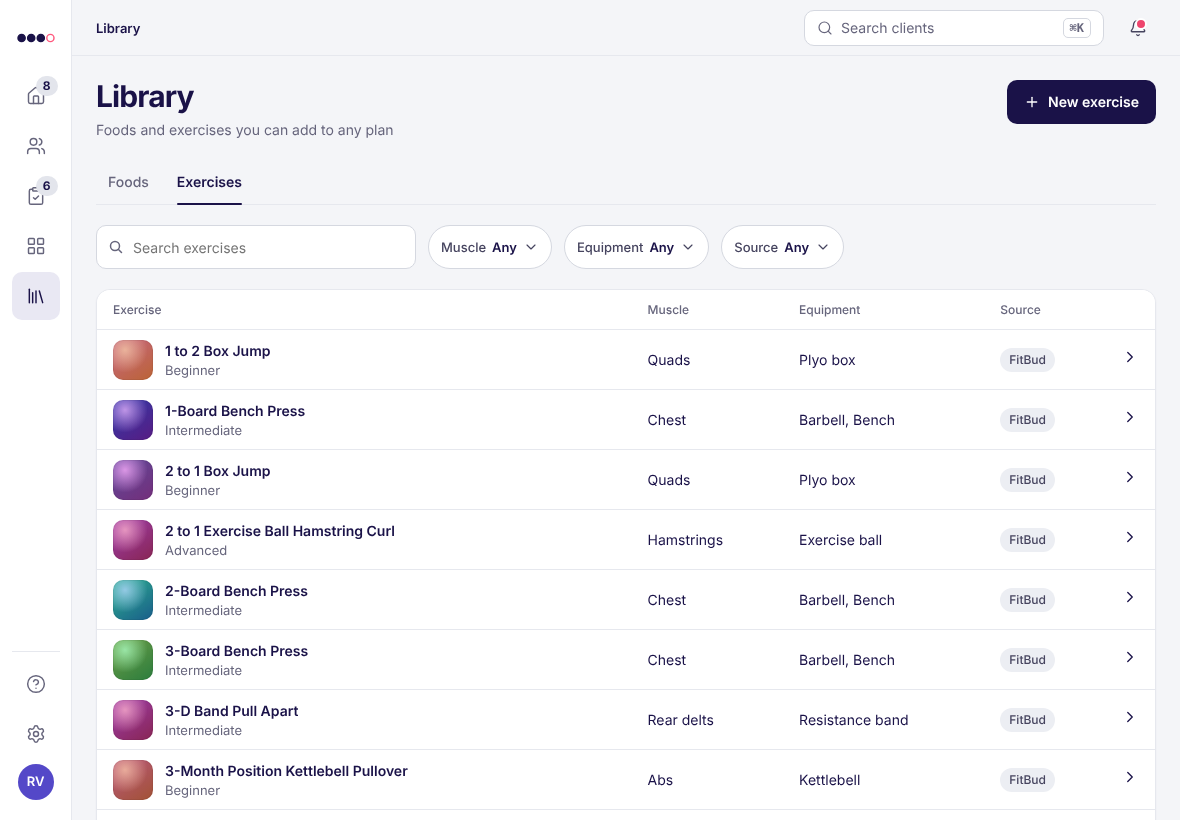 Library
Search clients
⌘K
8
6
RV
Library
Foods and exercises you can add to any plan
+ New exercise
Foods
Exercises
Search exercises
Muscle Any
Equipment Any
Source Any
Exercise Muscle Equipment Source
1 to 2 Box Jump
Beginner
Quads
Plyo box
FitBud
1-Board Bench Press
Intermediate
Chest
Barbell, Bench
FitBud
2 to 1 Box Jump
Beginner
Quads
Plyo box
FitBud
2 to 1 Exercise Ball Hamstring Curl
Advanced
Hamstrings
Exercise ball
FitBud
2-Board Bench Press
Intermediate
Chest
Barbell, Bench
FitBud
3-Board Bench Press
Intermediate
Chest
Barbell, Bench
FitBud
3-D Band Pull Apart
Intermediate
Rear delts
Resistance band
FitBud
3-Month Position Kettlebell Pullover
Beginner
Abs
Kettlebell
FitBud